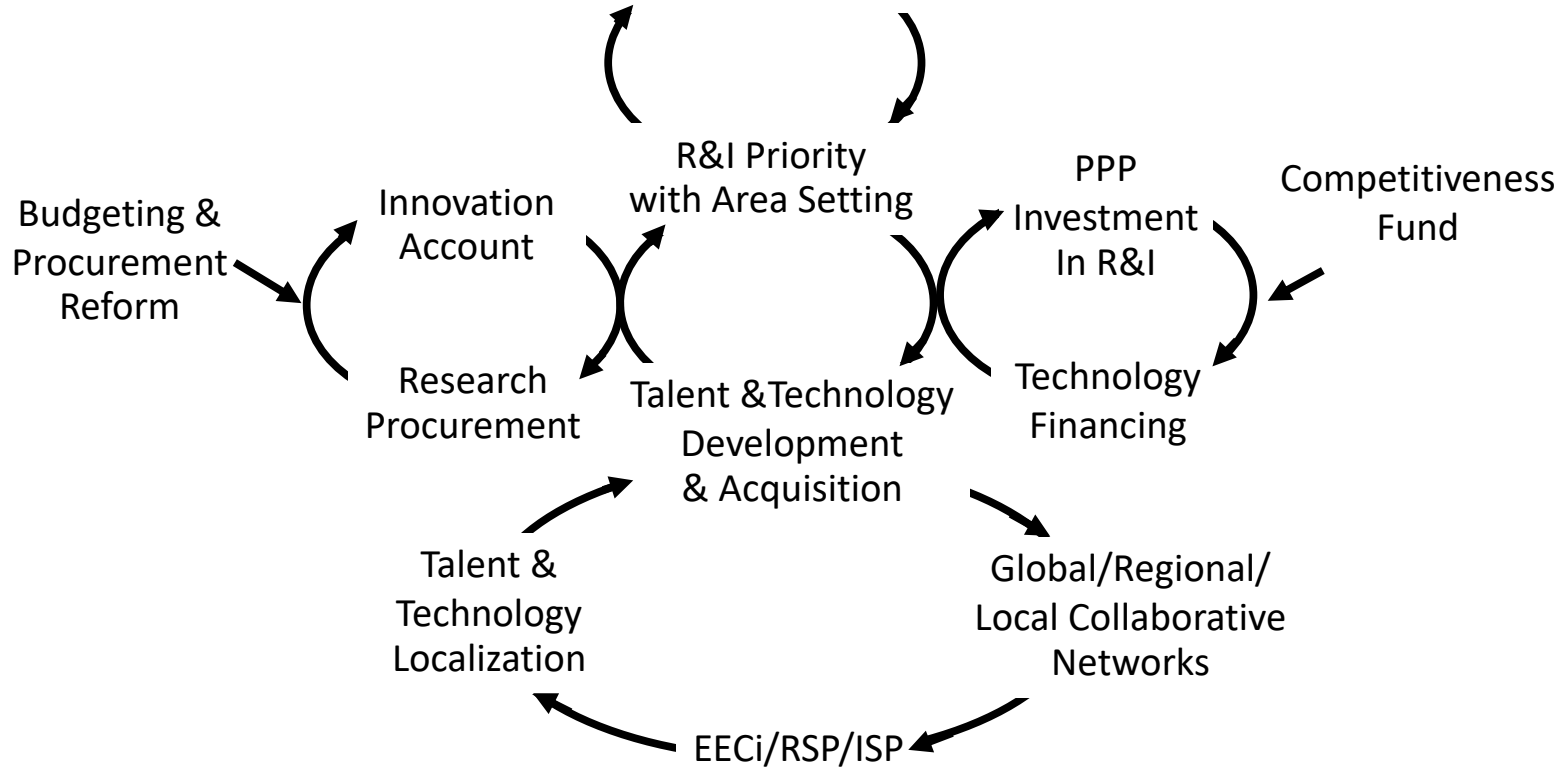 R&I Priority
with Area Setting
PPP
Investment
In R&I
Competitiveness
Fund
Budgeting &
Procurement
Reform
Innovation
Account
Research
Procurement
Talent &Technology
Development
& Acquisition
Technology
Financing
Talent &
Technology
Localization
Global/Regional/
Local Collaborative
Networks
EECi/RSP/ISP